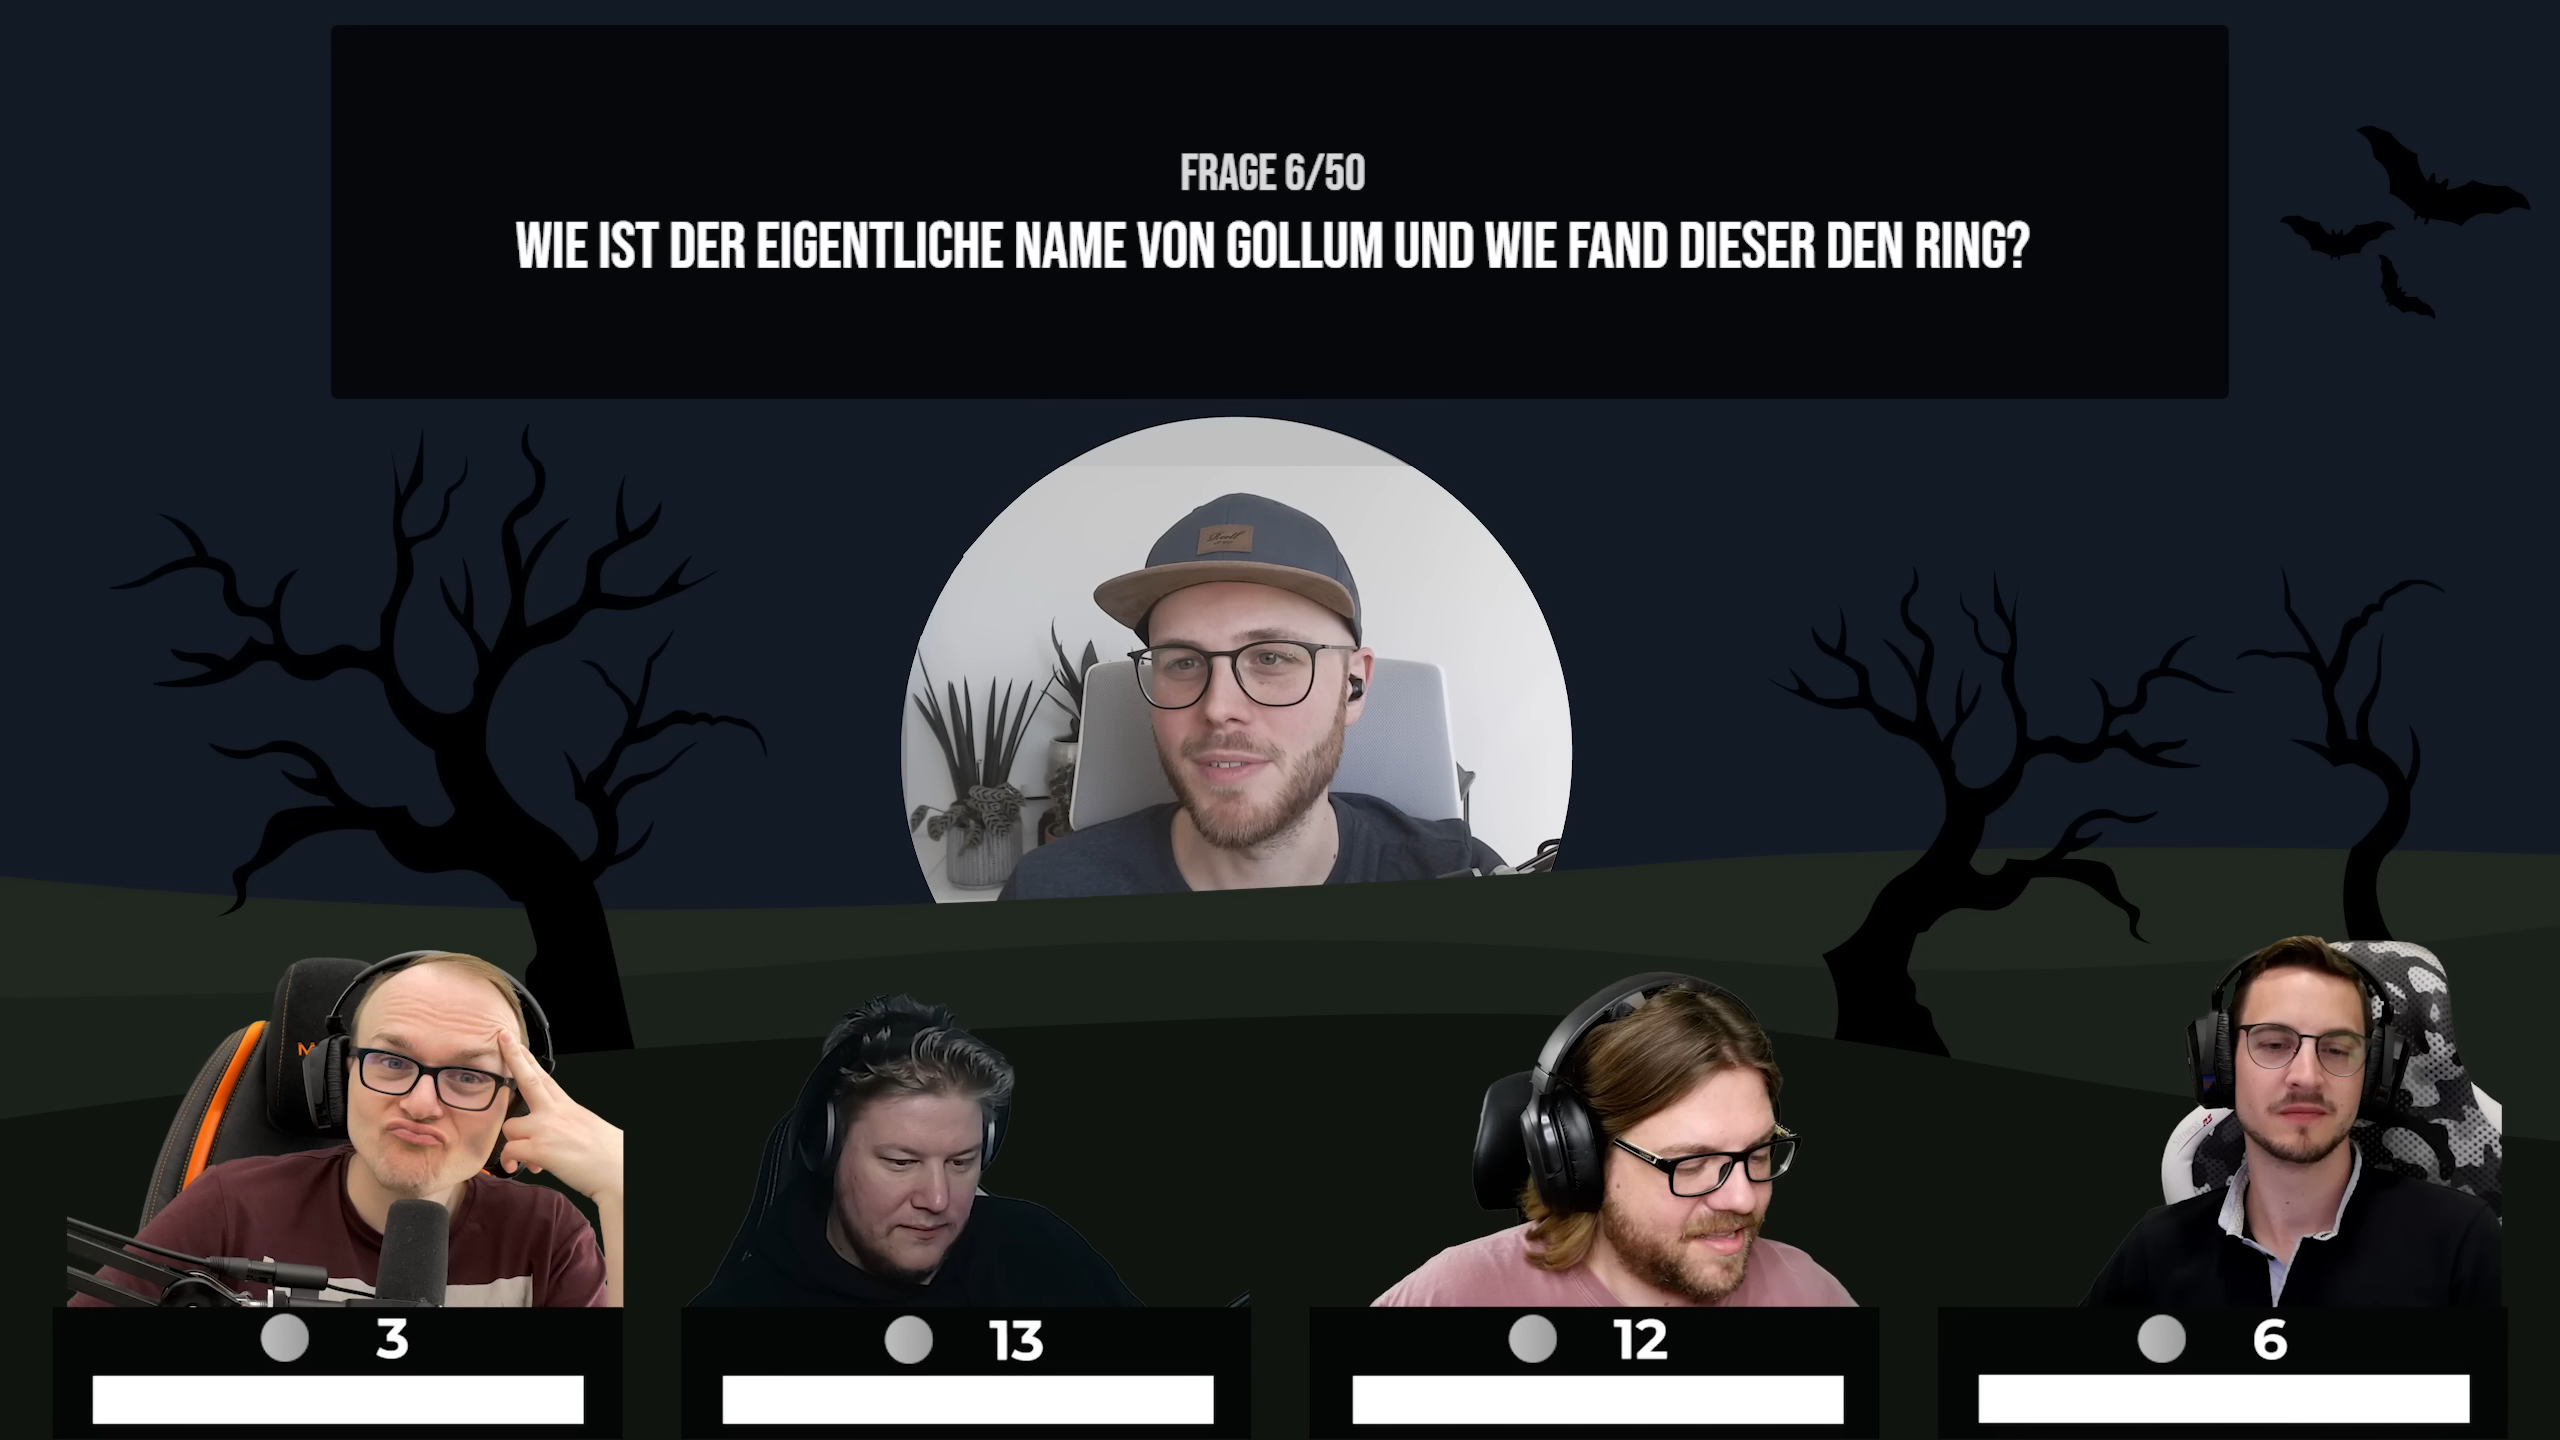 FRAGE 6/50
WIE IST DER EIGENTLICHE NAME VON GOLLUM UND WIE FAND DIESER DEN RING?
3
13
12
6